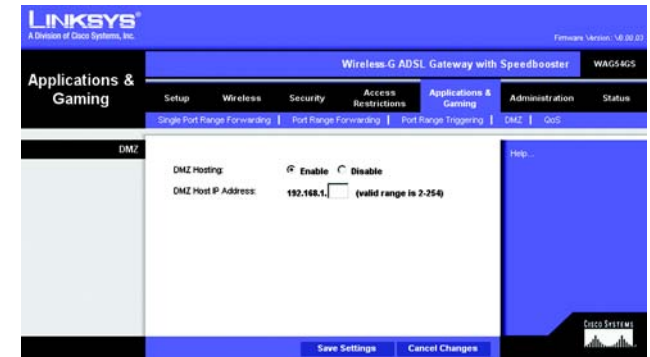 LINKSYS®
A Division of Cisco Systems, Inc.
Firmware Version: V0.00.03
Wireless-G ADSL Gateway with Speedbooster WAG54GS
Applications & Gaming
Setup Wireless Security Access Restrictions Applications & Gaming Administration Status
Single Port Range Forwarding | Port Range Forwarding | Port Range Triggering | DMZ | QoS
DMZ
DMZ Hosting: Enable Disable
DMZ Host IP Address: 192.168.1. (valid range is 2-254)
Help...
Save Settings Cancel Changes
CISCO SYSTEMS